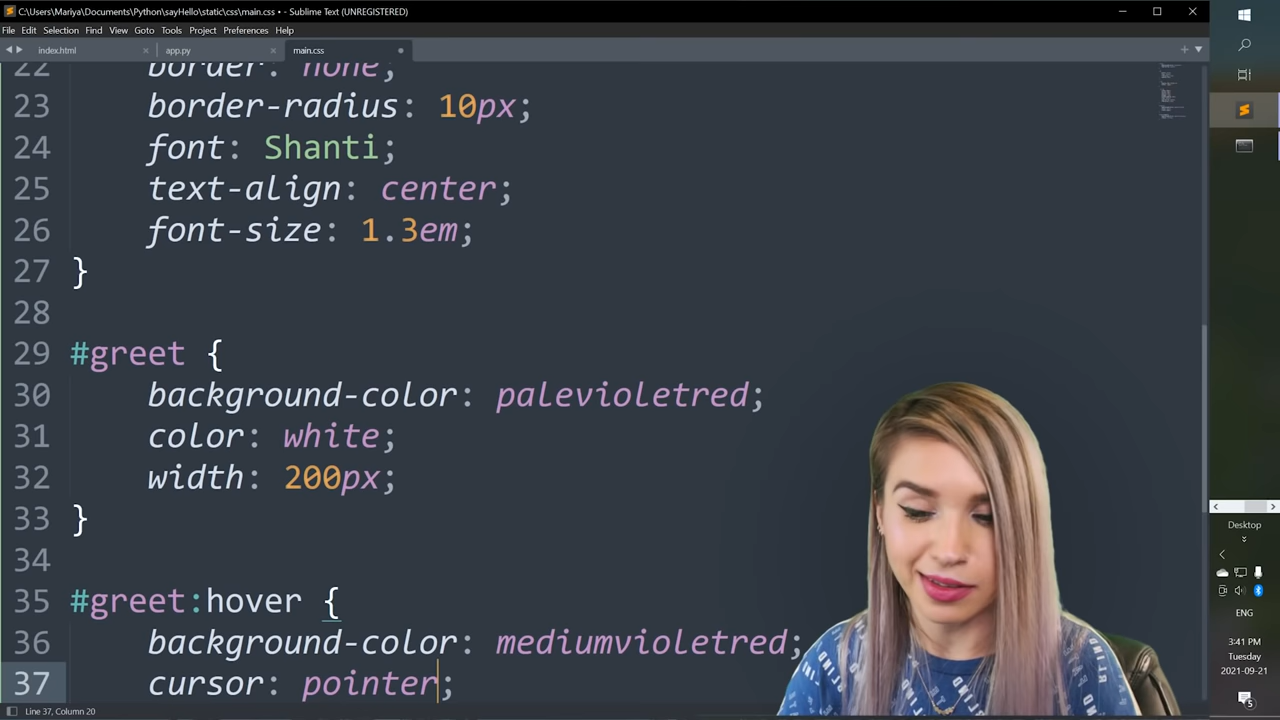 C:\Users\Mariya\Documents\Python\sayHello\static\css\main.css • - Sublime Text (UNREGISTERED)
File Edit Selection Find View Goto Tools Project Preferences Help
index.html × app.py × main.css
22 border: none;
23 border-radius: 10px;
24 font: Shanti;
25 text-align: center;
26 font-size: 1.3em;
27 }
28
29 #greet {
30 background-color: palevioletred;
31 color: white;
32 width: 200px;
33 }
34
35 #greet:hover {
36 background-color: mediumvioletred;
37 cursor: pointer;
Line 37, Column 20
Desktop
ENG
3:41 PM
Tuesday
2021-09-21
5